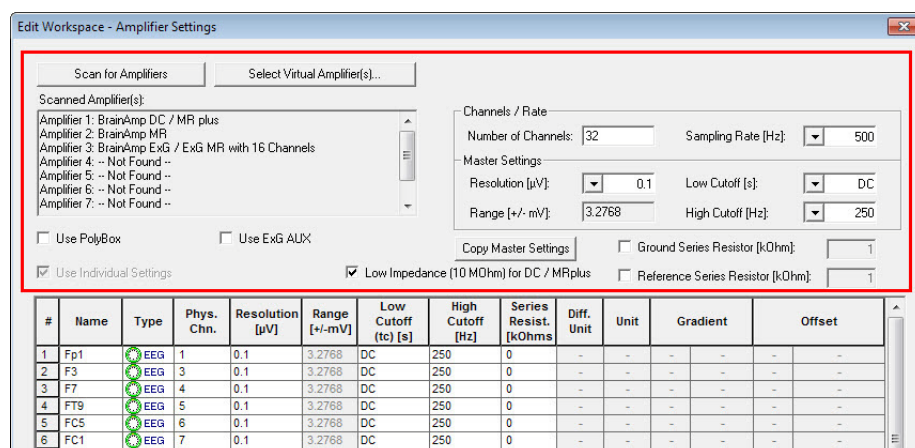 Edit Workspace - Amplifier Settings
Scan for Amplifiers
Select Virtual Amplifier(s)...
Scanned Amplifier(s):
Amplifier 1: BrainAmp DC / MR plus
Amplifier 2: BrainAmp MR
Amplifier 3: BrainAmp ExG / ExG MR with 16 Channels
Amplifier 4: -- Not Found --
Amplifier 5: -- Not Found --
Amplifier 6: -- Not Found --
Amplifier 7: -- Not Found --
Channels / Rate
Number of Channels: 32 Sampling Rate [Hz]: 500
Master Settings
Resolution [µV]: 0.1 Low Cutoff [s]: DC
Range [+/- mV]: 3.2768 High Cutoff [Hz]: 250
Use PolyBox Use ExG AUX
Copy Master Settings Ground Series Resistor [kOhm]: 1
Use Individual Settings Low Impedance (10 MOhm) for DC / MRplus Reference Series Resistor [kOhm]: 1
# Name Type Phys. Chn. Resolution [µV] Range [+/-mV] Low Cutoff (tc) [s] High Cutoff [Hz] Series Resist. [kOhms Diff. Unit Unit Gradient Offset
1 Fp1 EEG 1 0.1 3.2768 DC 250 0 - - - - - -
2 F3 EEG 3 0.1 3.2768 DC 250 0 - - - - - -
3 F7 EEG 4 0.1 3.2768 DC 250 0 - - - - - -
4 FT9 EEG 5 0.1 3.2768 DC 250 0 - - - - - -
5 FC5 EEG 6 0.1 3.2768 DC 250 0 - - - - - -
6 FC1 EEG 7 0.1 3.2768 DC 250 0 - - - - - -